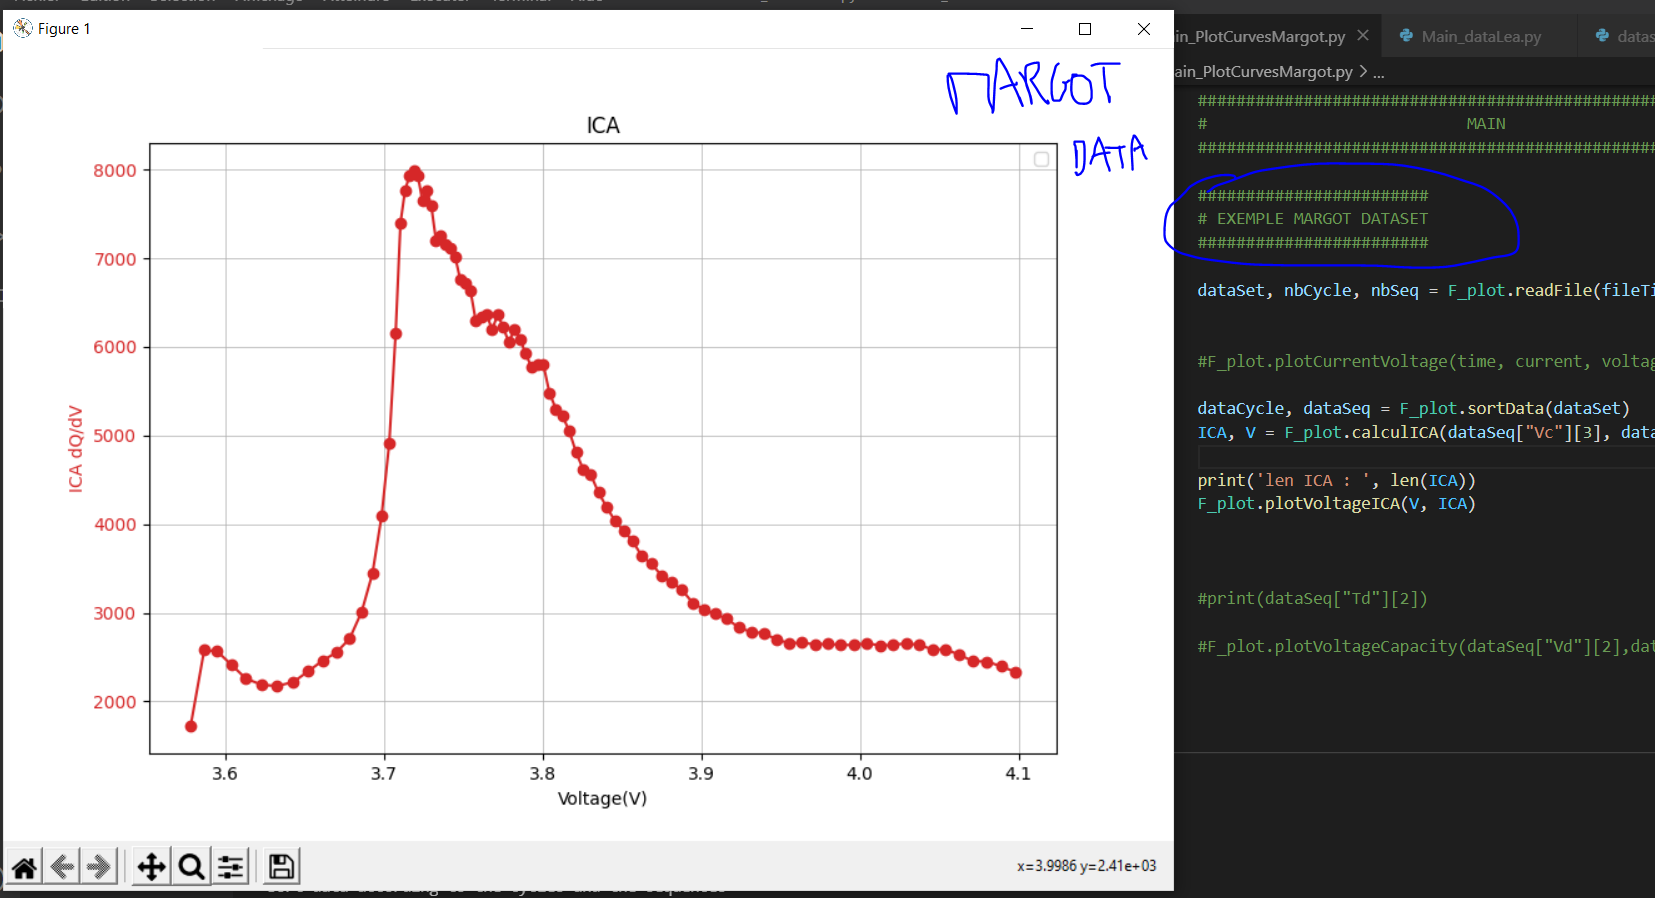 Figure 1
MARGOT
DATA
ICA
8000
7000
6000
5000
4000
3000
2000
ICA dQ/dV
3.6 3.7 3.8 3.9 4.0 4.1
Voltage(V)
x=3.9986 y=2.41e+03
in_PlotCurvesMargot.py Main_dataLea.py datas
ain_PlotCurvesMargot.py > ...
################################################
# MAIN
################################################
########################
# EXEMPLE MARGOT DATASET
########################
dataSet, nbCycle, nbSeq = F_plot.readFile(fileTi
#F_plot.plotCurrentVoltage(time, current, voltag
dataCycle, dataSeq = F_plot.sortData(dataSet)
ICA, V = F_plot.calculICA(dataSeq["Vc"][3], data
print('len ICA : ', len(ICA))
F_plot.plotVoltageICA(V, ICA)
#print(dataSeq["Td"][2])
#F_plot.plotVoltageCapacity(dataSeq["Vd"][2],dat